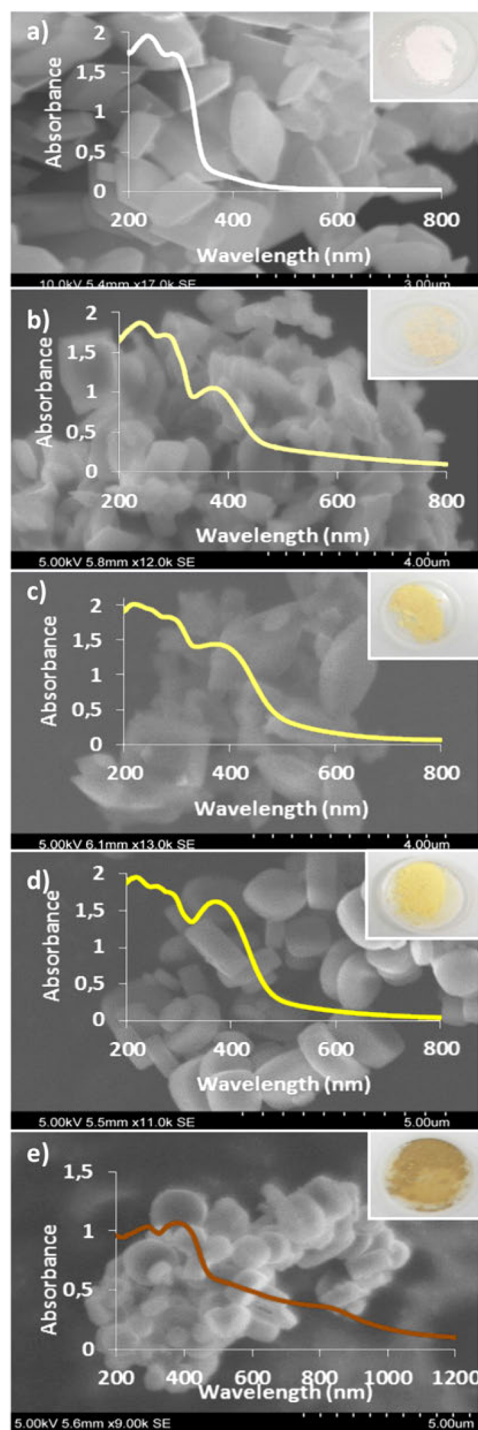 a)
2
1,5
1
0,5
0
Absorbance
200 400 600 800
Wavelength (nm)
10.0kV 5.4mm x17.0k SE 3.00um
b)
2
1,5
1
0,5
0
Absorbance
200 400 600 800
Wavelength (nm)
5.00kV 5.8mm x12.0k SE 4.00um
c)
2
1,5
1
0,5
0
Absorbance
200 400 600 800
Wavelength (nm)
5.00kV 6.1mm x13.0k SE 4.00um
d)
2
1,5
1
0,5
0
Absorbance
200 400 600 800
Wavelength (nm)
5.00kV 5.5mm x11.0k SE 5.00um
e)
1,5
1
0,5
0
Absorbance
200 400 600 800 1000 1200
Wavelength (nm)
5.00kV 5.6mm x9.00k SE 5.00um